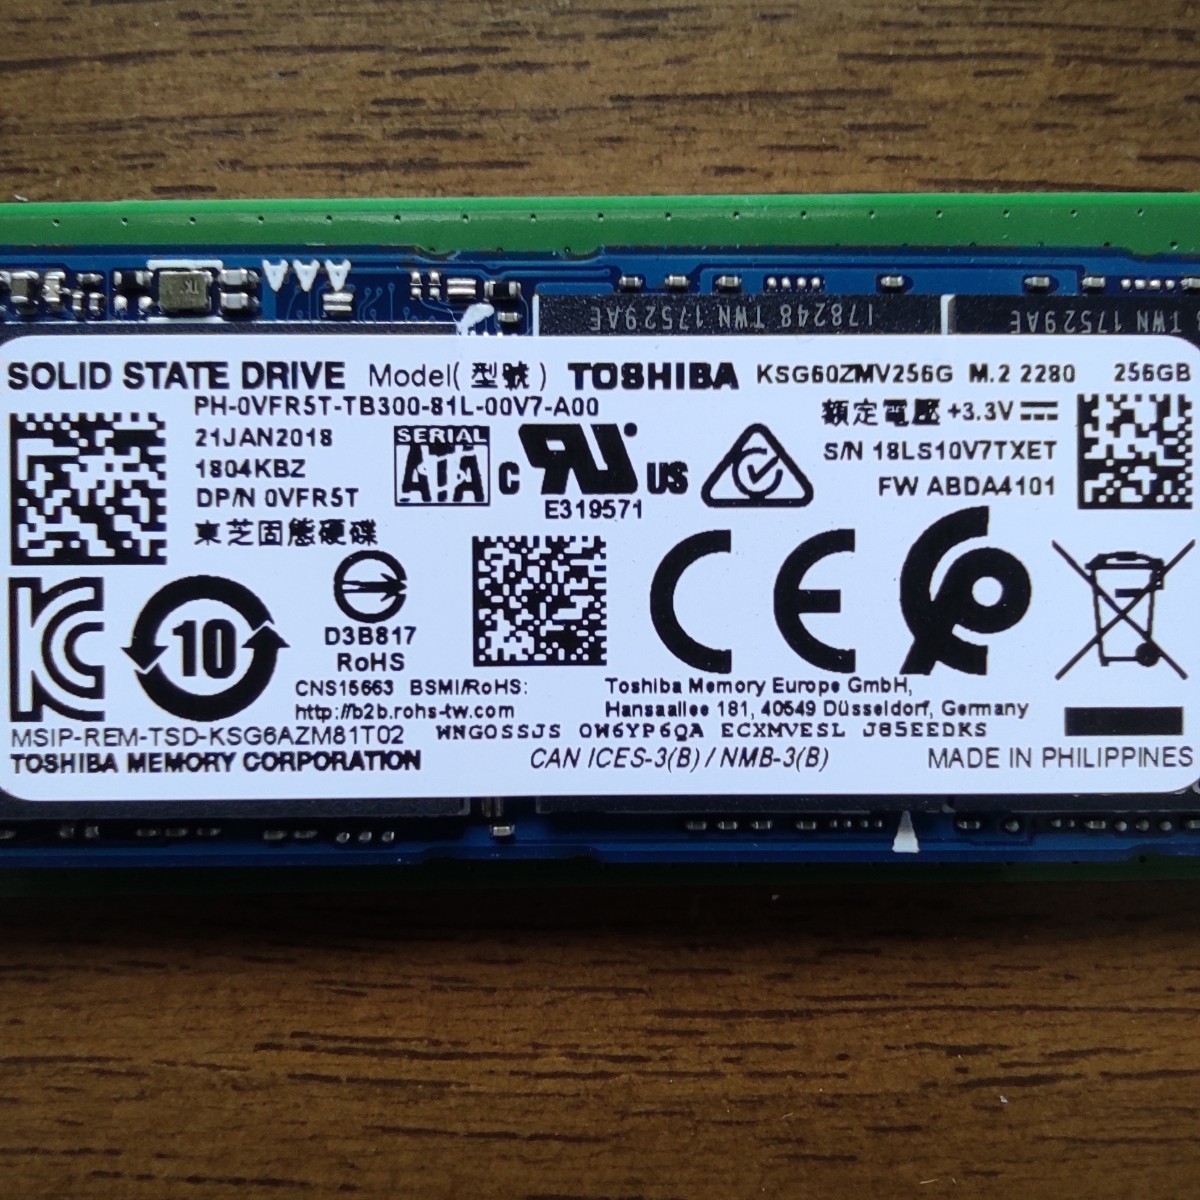 178248 TWN 17529AE
TWN 17529AE
SOLID STATE DRIVE Model(型號) TOSHIBA KSG60ZMV256G M.2 2280 256GB
PH-0VFR5T-TB300-81L-00V7-A00
額定電壓 +3.3V
21JAN2018
SERIAL
ATA
C RU US
S/N 18LS10V7TXET
1804KBZ
DP/N 0VFR5T
E319571
FW ABDA4101
東芝固態硬碟
KC
10
D3B817
RoHS
CE
CNS15663 BSMI/RoHS:
http://b2b.rohs-tw.com
Toshiba Memory Europe GmbH,
Hansaallee 181, 40549 Düsseldorf, Germany
MSIP-REM-TSD-KSG6AZM81T02
WNGOSSJS OW6YP6QA ECXMVESL J85EEDKS
TOSHIBA MEMORY CORPORATION
CAN ICES-3(B) / NMB-3(B)
MADE IN PHILIPPINES